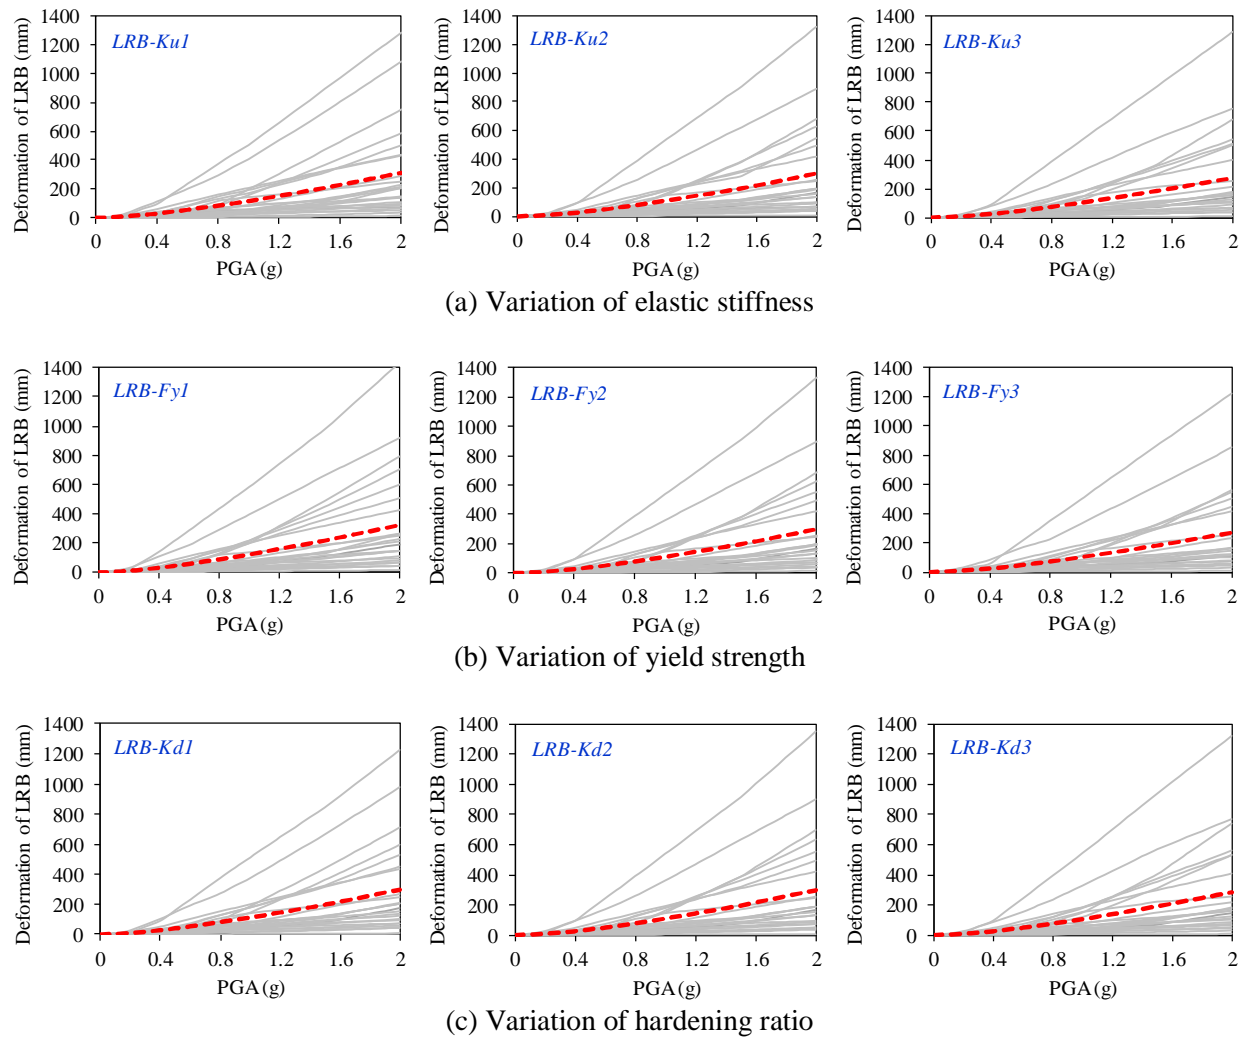 LRB-Ku1
Deformation of LRB (mm)
1400
1200
1000
800
600
400
200
0
0 0.4 0.8 1.2 1.6 2
PGA (g)
LRB-Ku2
Deformation of LRB (mm)
1400
1200
1000
800
600
400
200
0
0 0.4 0.8 1.2 1.6 2
PGA (g)
LRB-Ku3
Deformation of LRB (mm)
1400
1200
1000
800
600
400
200
0
0 0.4 0.8 1.2 1.6 2
PGA (g)
(a) Variation of elastic stiffness
LRB-Fy1
Deformation of LRB (mm)
1400
1200
1000
800
600
400
200
0
0 0.4 0.8 1.2 1.6 2
PGA (g)
LRB-Fy2
Deformation of LRB (mm)
1400
1200
1000
800
600
400
200
0
0 0.4 0.8 1.2 1.6 2
PGA (g)
LRB-Fy3
Deformation of LRB (mm)
1400
1200
1000
800
600
400
200
0
0 0.4 0.8 1.2 1.6 2
PGA (g)
(b) Variation of yield strength
LRB-Kd1
Deformation of LRB (mm)
1400
1200
1000
800
600
400
200
0
0 0.4 0.8 1.2 1.6 2
PGA (g)
LRB-Kd2
Deformation of LRB (mm)
1400
1200
1000
800
600
400
200
0
0 0.4 0.8 1.2 1.6 2
PGA (g)
LRB-Kd3
Deformation of LRB (mm)
1400
1200
1000
800
600
400
200
0
0 0.4 0.8 1.2 1.6 2
PGA (g)
(c) Variation of hardening ratio